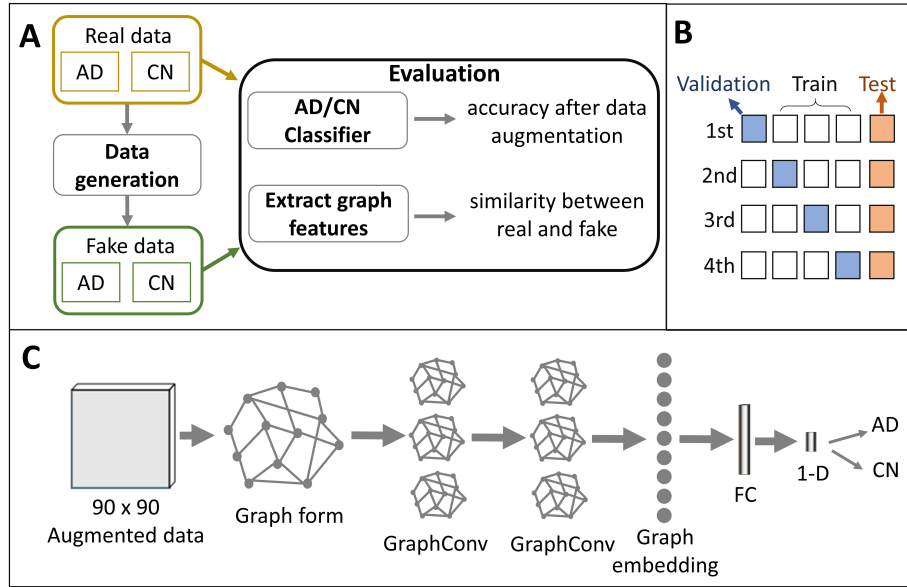 A
Real data
AD
CN
Data
generation
Fake data
AD
CN
Evaluation
AD/CN
Classifier
accuracy after data
augmentation
Extract graph
features
similarity between
real and fake
B
Validation
Train
Test
1st
2nd
3rd
4th
C
90 x 90
Augmented data
Graph form
GraphConv
GraphConv
Graph
embedding
FC
1-D
AD
CN